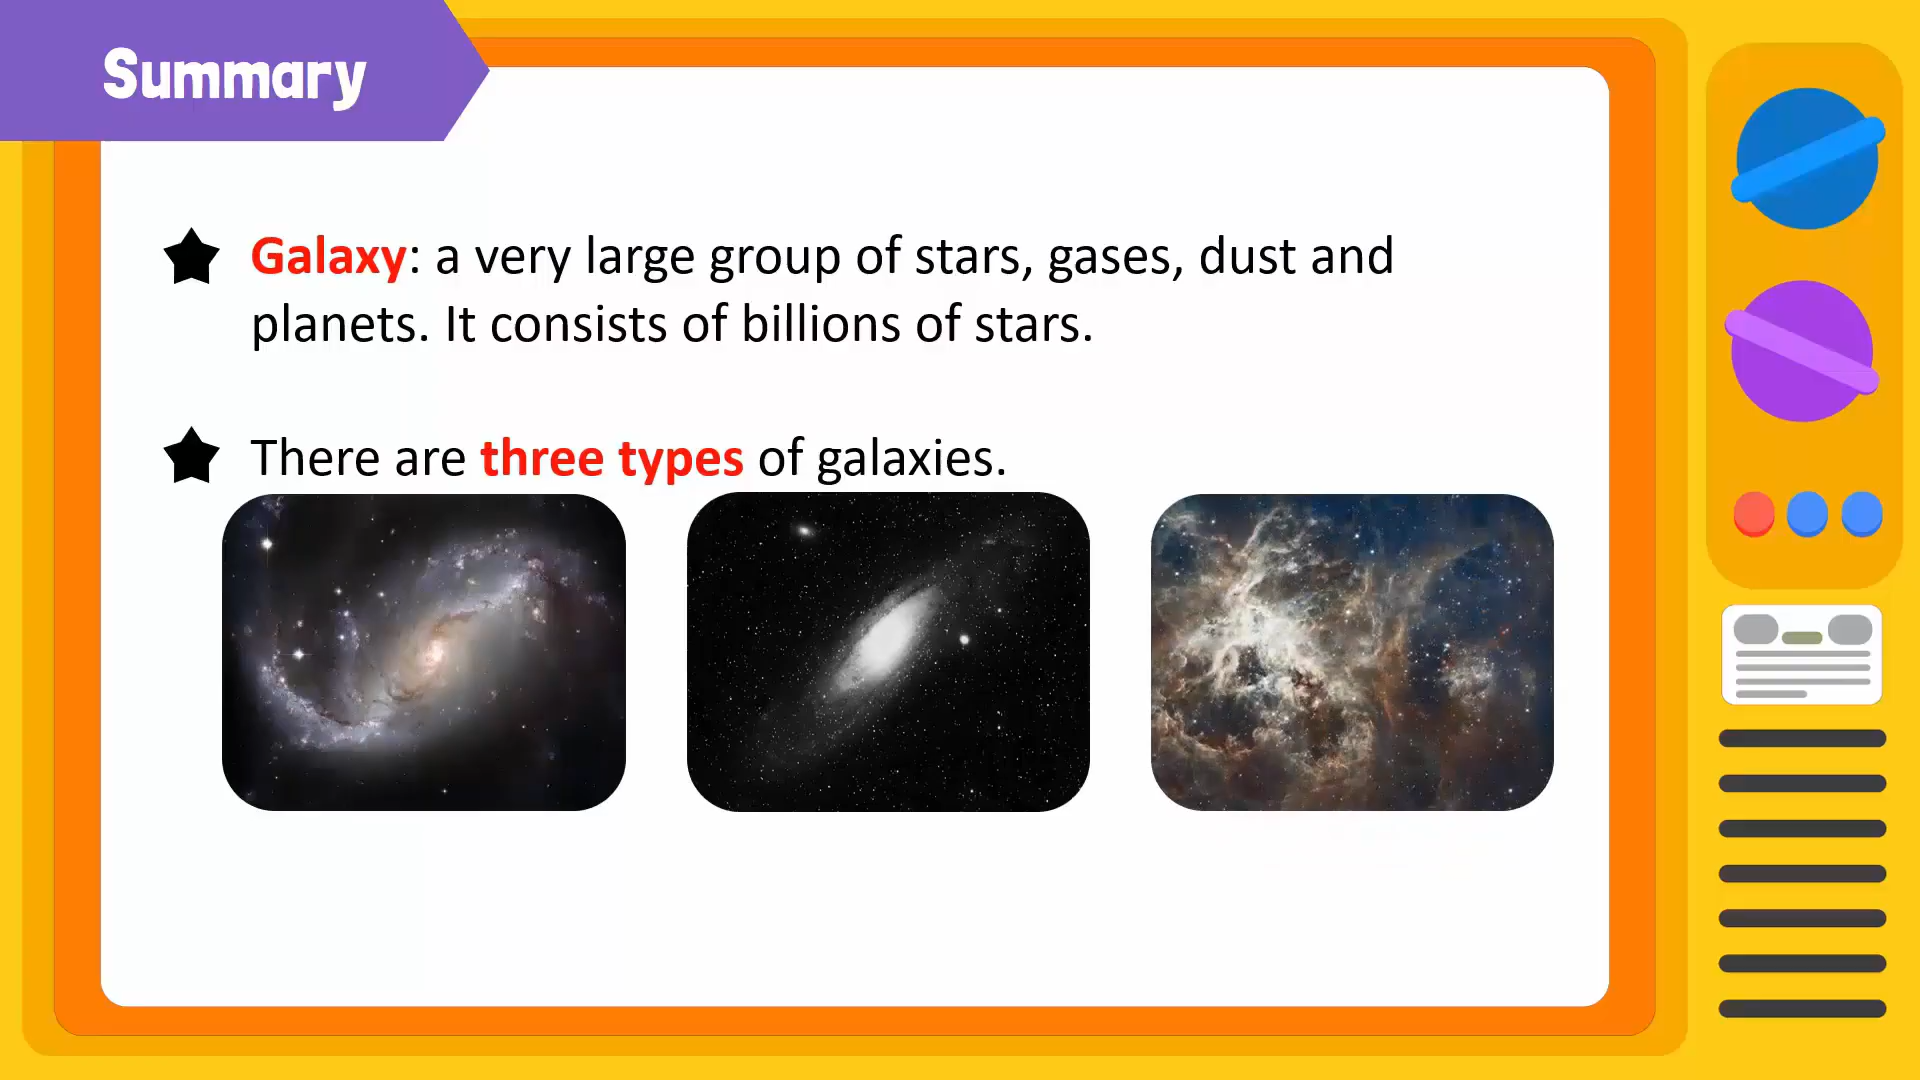 Summary
Galaxy: a very large group of stars, gases, dust and
planets. It consists of billions of stars.
There are three types of galaxies.